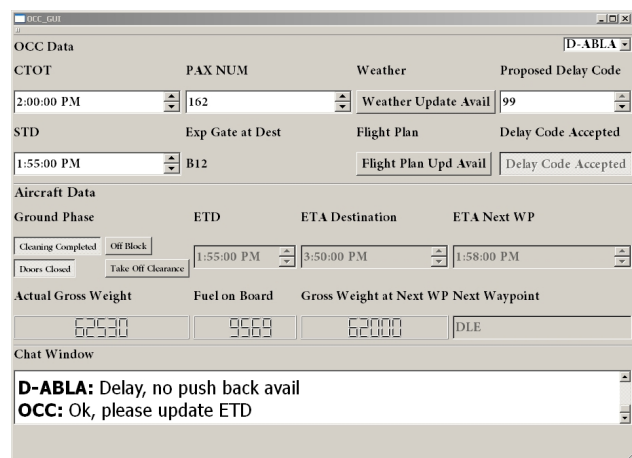 OCC_GUI
OCC Data D-ABLA
CTOT PAX NUM Weather Proposed Delay Code
2:00:00 PM 162 Weather Update Avail 99
STD Exp Gate at Dest Flight Plan Delay Code Accepted
1:55:00 PM B12 Flight Plan Upd Avail Delay Code Accepted
Aircraft Data
Ground Phase ETD ETA Destination ETA Next WP
Cleaning Completed Off Block 1:55:00 PM 3:50:00 PM 1:58:00 PM
Doors Closed Take Off Clearance
Actual Gross Weight Fuel on Board Gross Weight at Next WP Next Waypoint
62530 9569 62000 DLE
Chat Window
D-ABLA: Delay, no push back avail
OCC: Ok, please update ETD